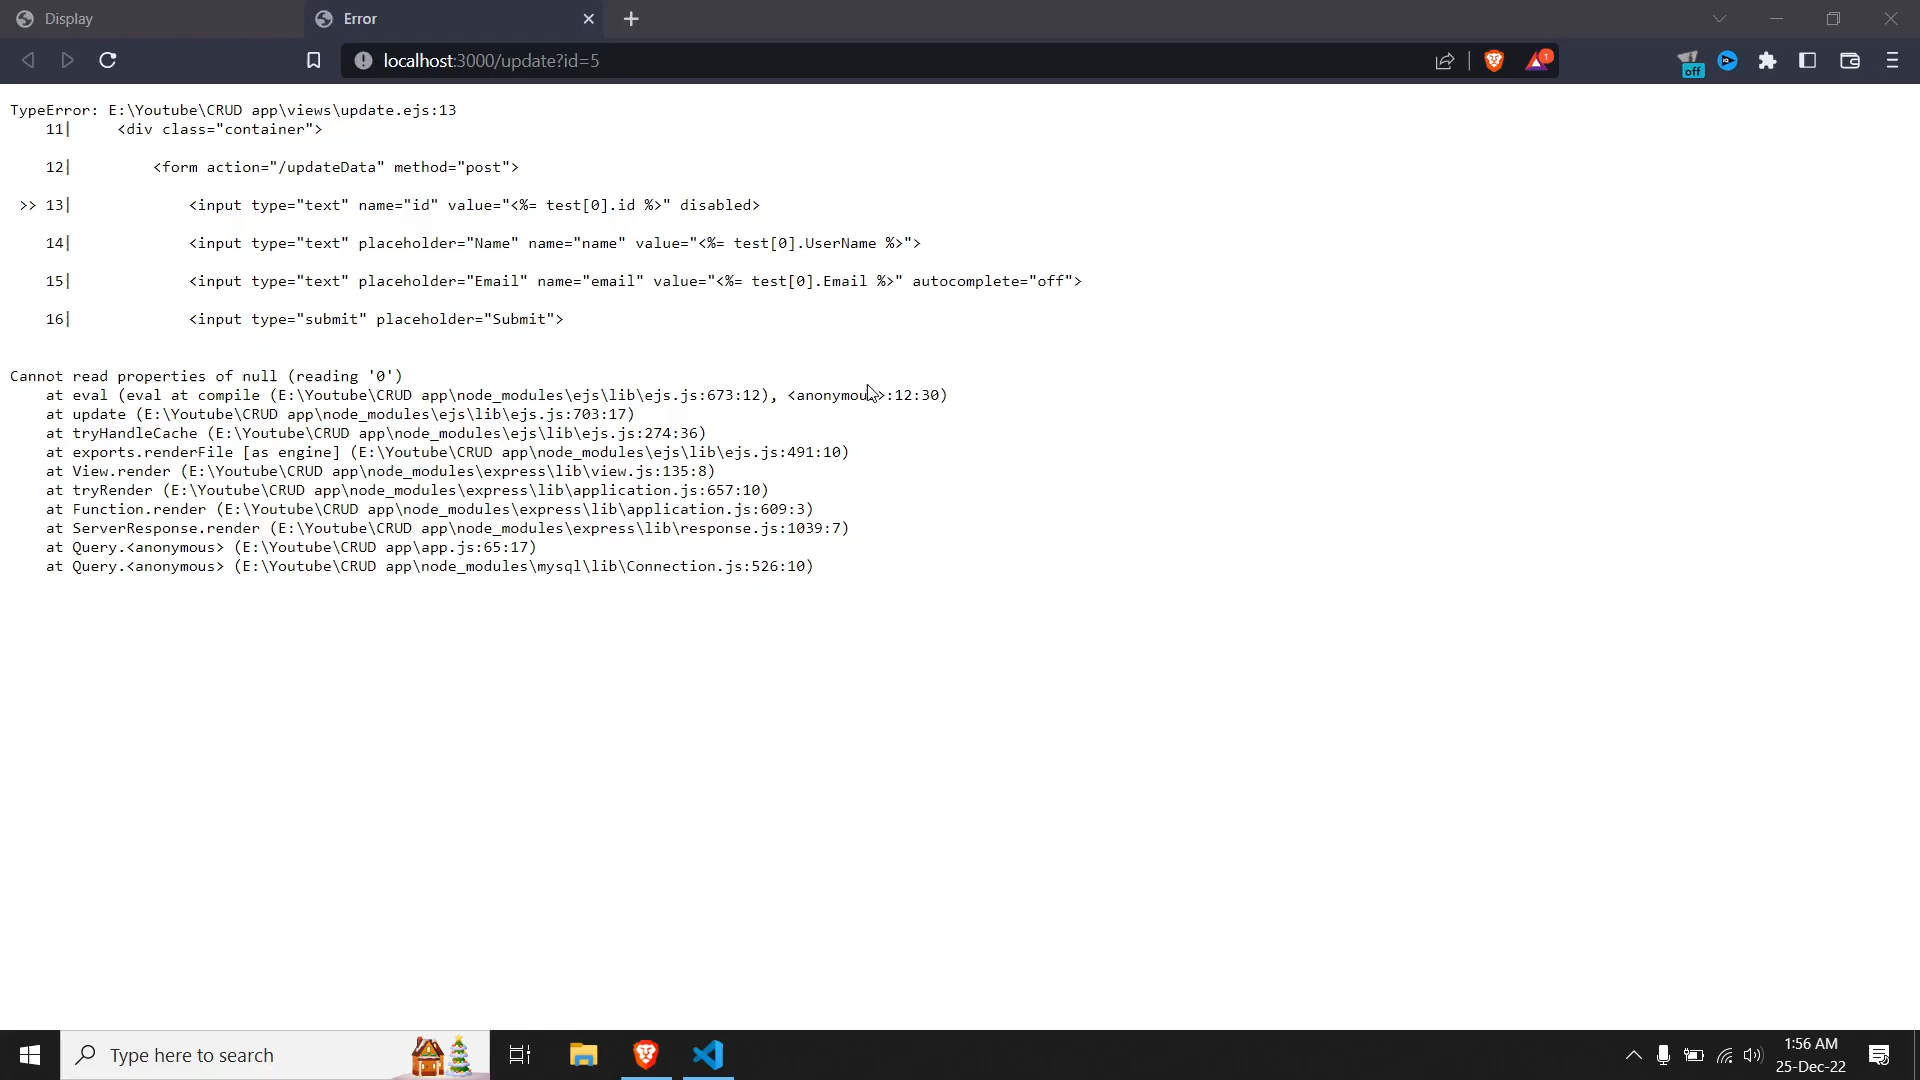 Display
Error
localhost:3000/update?id=5
1
off
TypeError: E:\Youtube\CRUD app\views\update.ejs:13
11|     <div class="container">
12|         <form action="/updateData" method="post">
>> 13|             <input type="text" name="id" value="<%= test[0].id %>" disabled>
14|             <input type="text" placeholder="Name" name="name" value="<%= test[0].UserName %>">
15|             <input type="text" placeholder="Email" name="email" value="<%= test[0].Email %>" autocomplete="off">
16|             <input type="submit" placeholder="Submit">
Cannot read properties of null (reading '0')
at eval (eval at compile (E:\Youtube\CRUD app\node_modules\ejs\lib\ejs.js:673:12), <anonymous>:12:30)
at update (E:\Youtube\CRUD app\node_modules\ejs\lib\ejs.js:703:17)
at tryHandleCache (E:\Youtube\CRUD app\node_modules\ejs\lib\ejs.js:274:36)
at exports.renderFile [as engine] (E:\Youtube\CRUD app\node_modules\ejs\lib\ejs.js:491:10)
at View.render (E:\Youtube\CRUD app\node_modules\express\lib\view.js:135:8)
at tryRender (E:\Youtube\CRUD app\node_modules\express\lib\application.js:657:10)
at Function.render (E:\Youtube\CRUD app\node_modules\express\lib\application.js:609:3)
at ServerResponse.render (E:\Youtube\CRUD app\node_modules\express\lib\response.js:1039:7)
at Query.<anonymous> (E:\Youtube\CRUD app\app.js:65:17)
at Query.<anonymous> (E:\Youtube\CRUD app\node_modules\mysql\lib\Connection.js:526:10)
Type here to search
1:56 AM
25-Dec-22